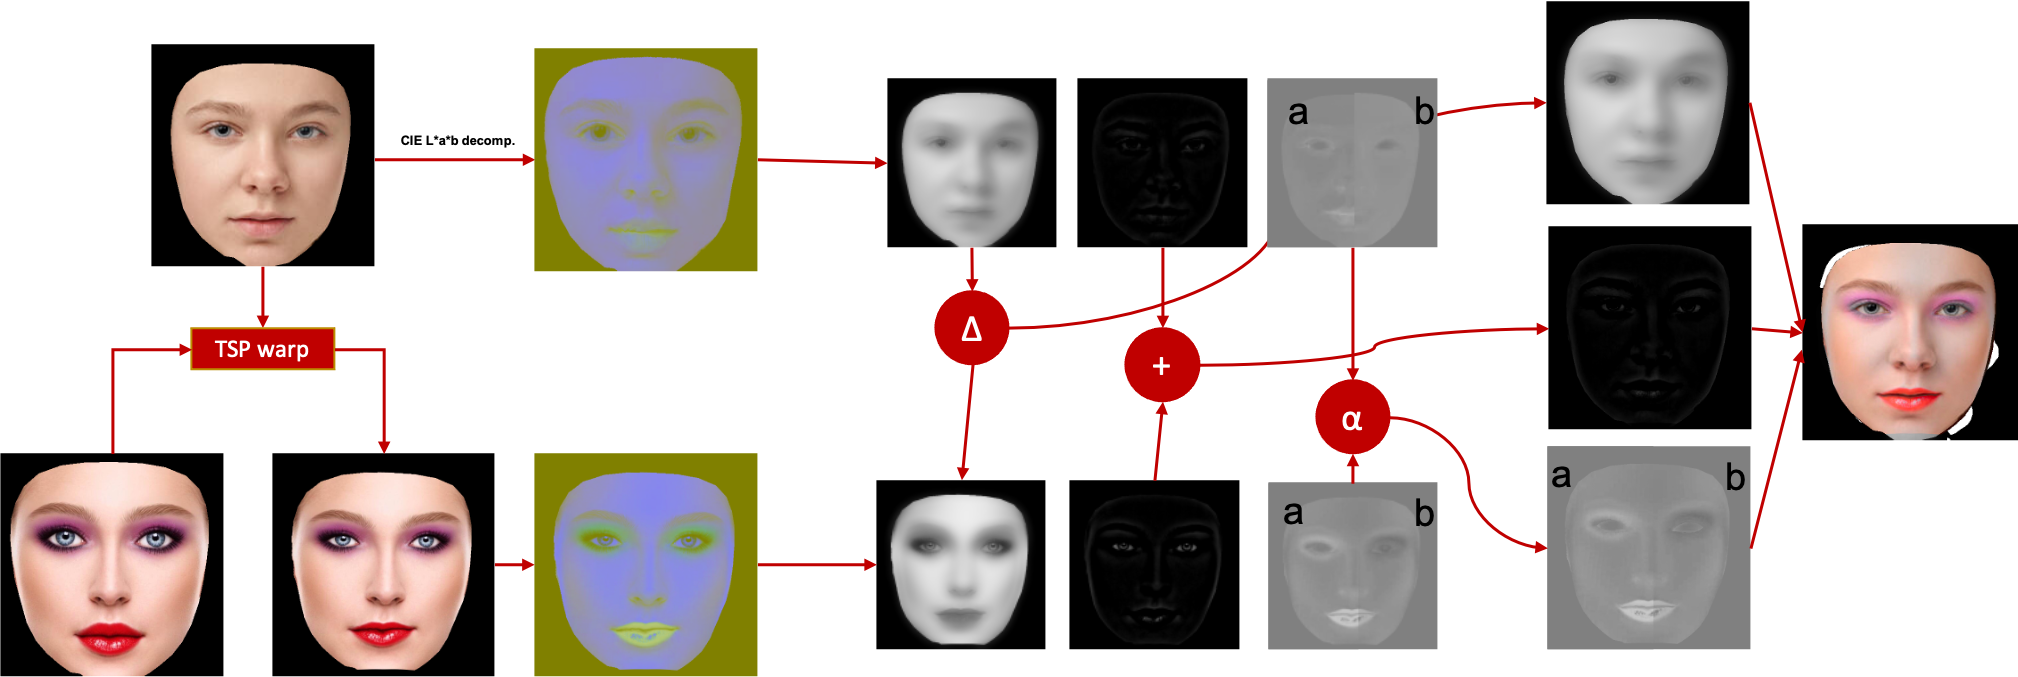 CIE L*a*b decomp.
a b
Δ
TSP warp
+
α
a b
a b